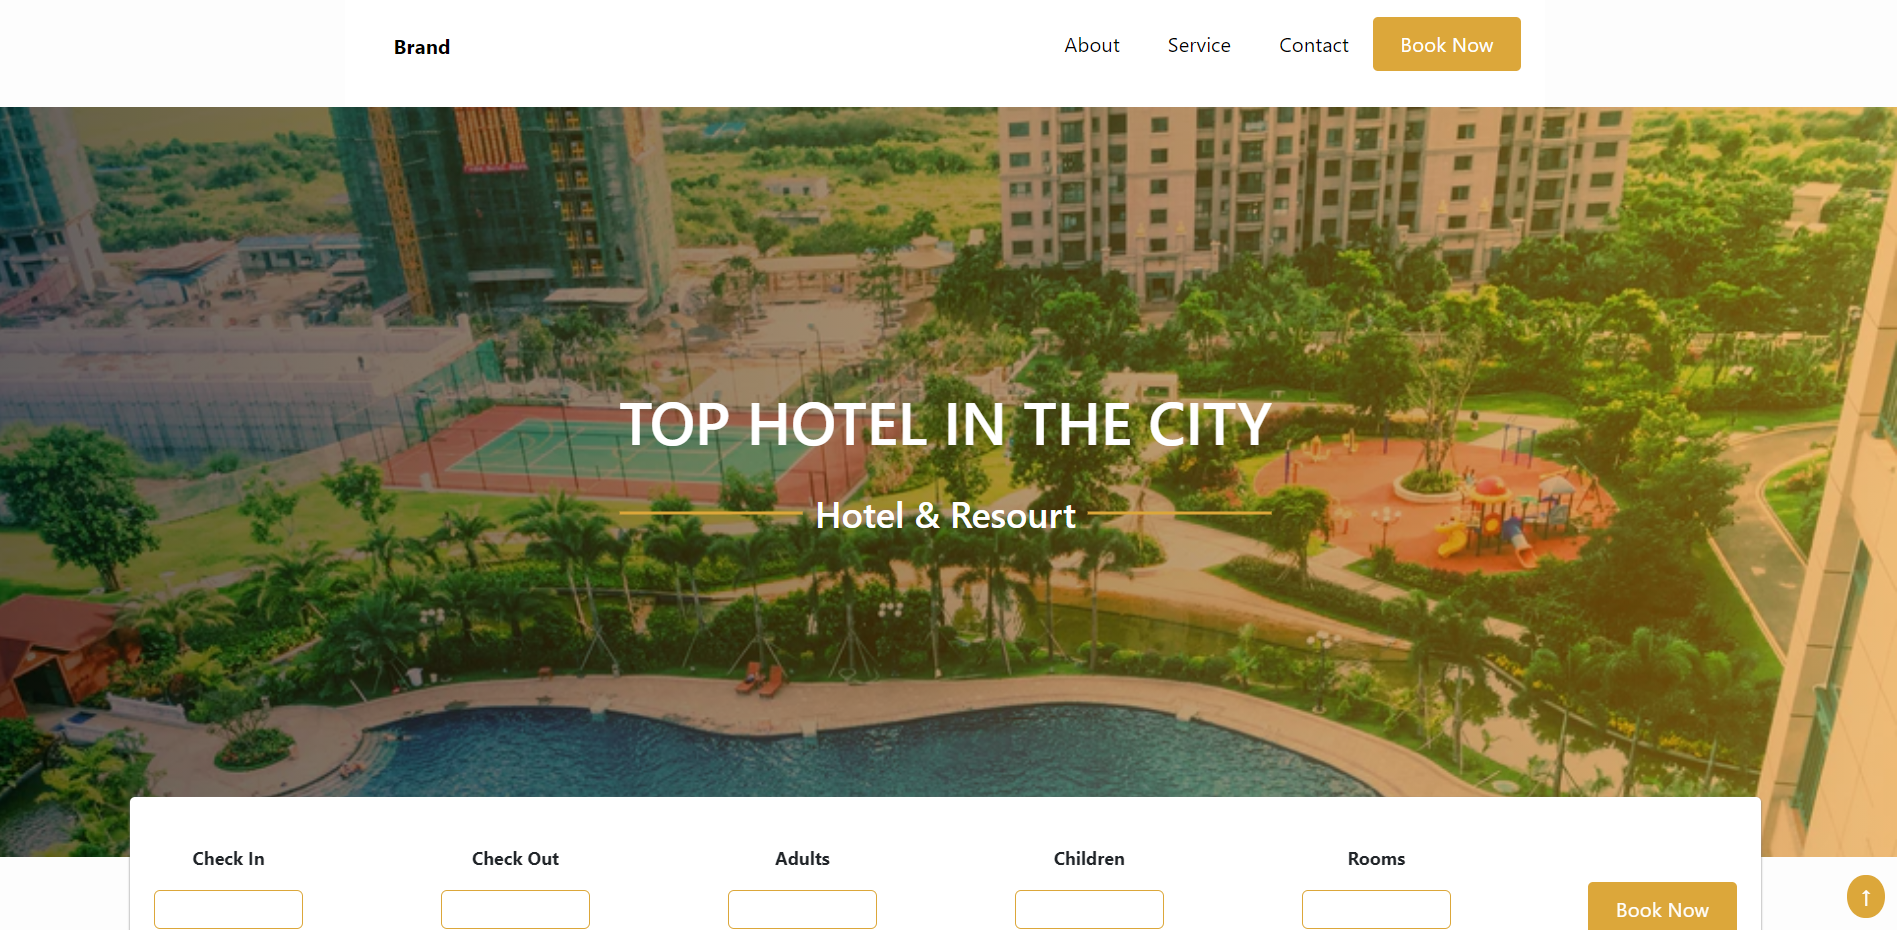 Brand
About Service Contact Book Now
TOP HOTEL IN THE CITY
Hotel & Resourt
Check In Check Out Adults Children Rooms
Book Now
↑